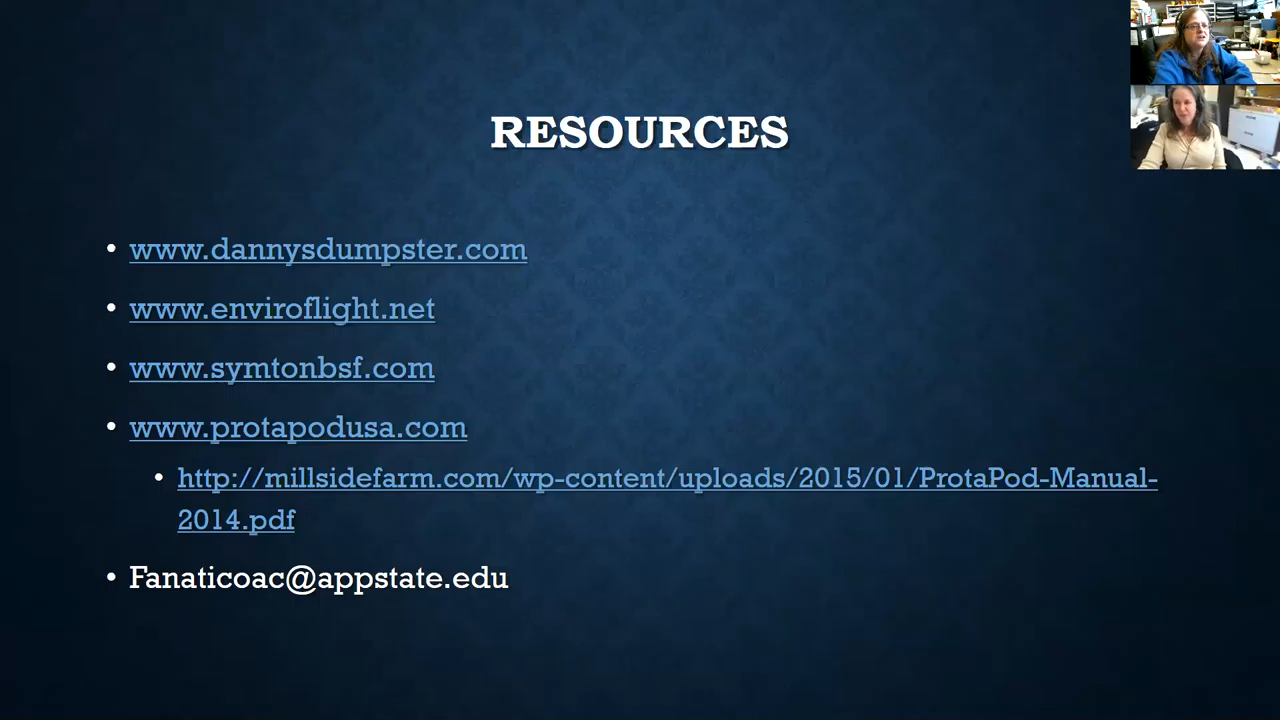 RESOURCES
• www.dannysdumpster.com
• www.enviroflight.net
• www.symtonbsf.com
• www.protapodusa.com
• http://millsidefarm.com/wp-content/uploads/2015/01/ProtaPod-Manual-
2014.pdf
• Fanaticoac@appstate.edu